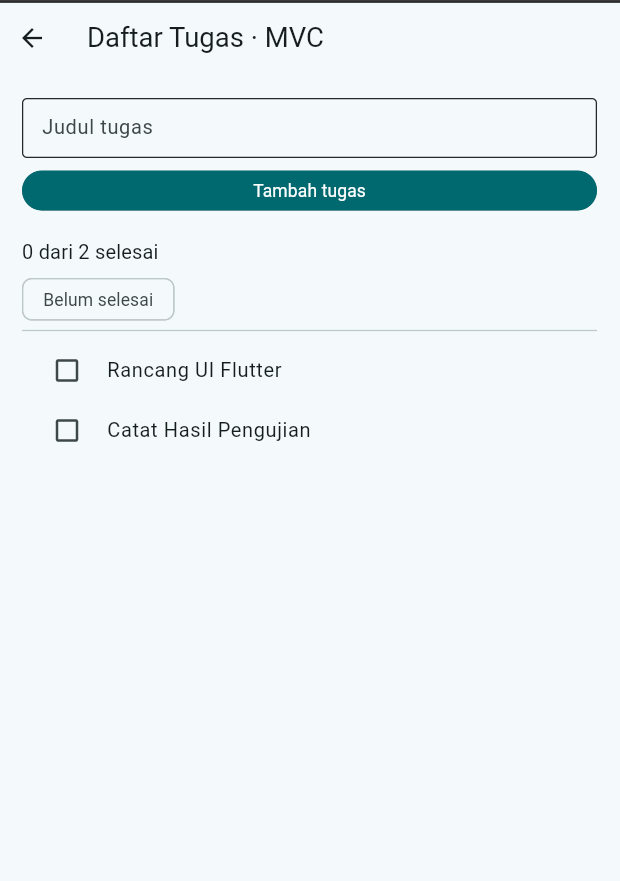 Daftar Tugas · MVC
Judul tugas
Tambah tugas
0 dari 2 selesai
Belum selesai
Rancang UI Flutter
Catat Hasil Pengujian